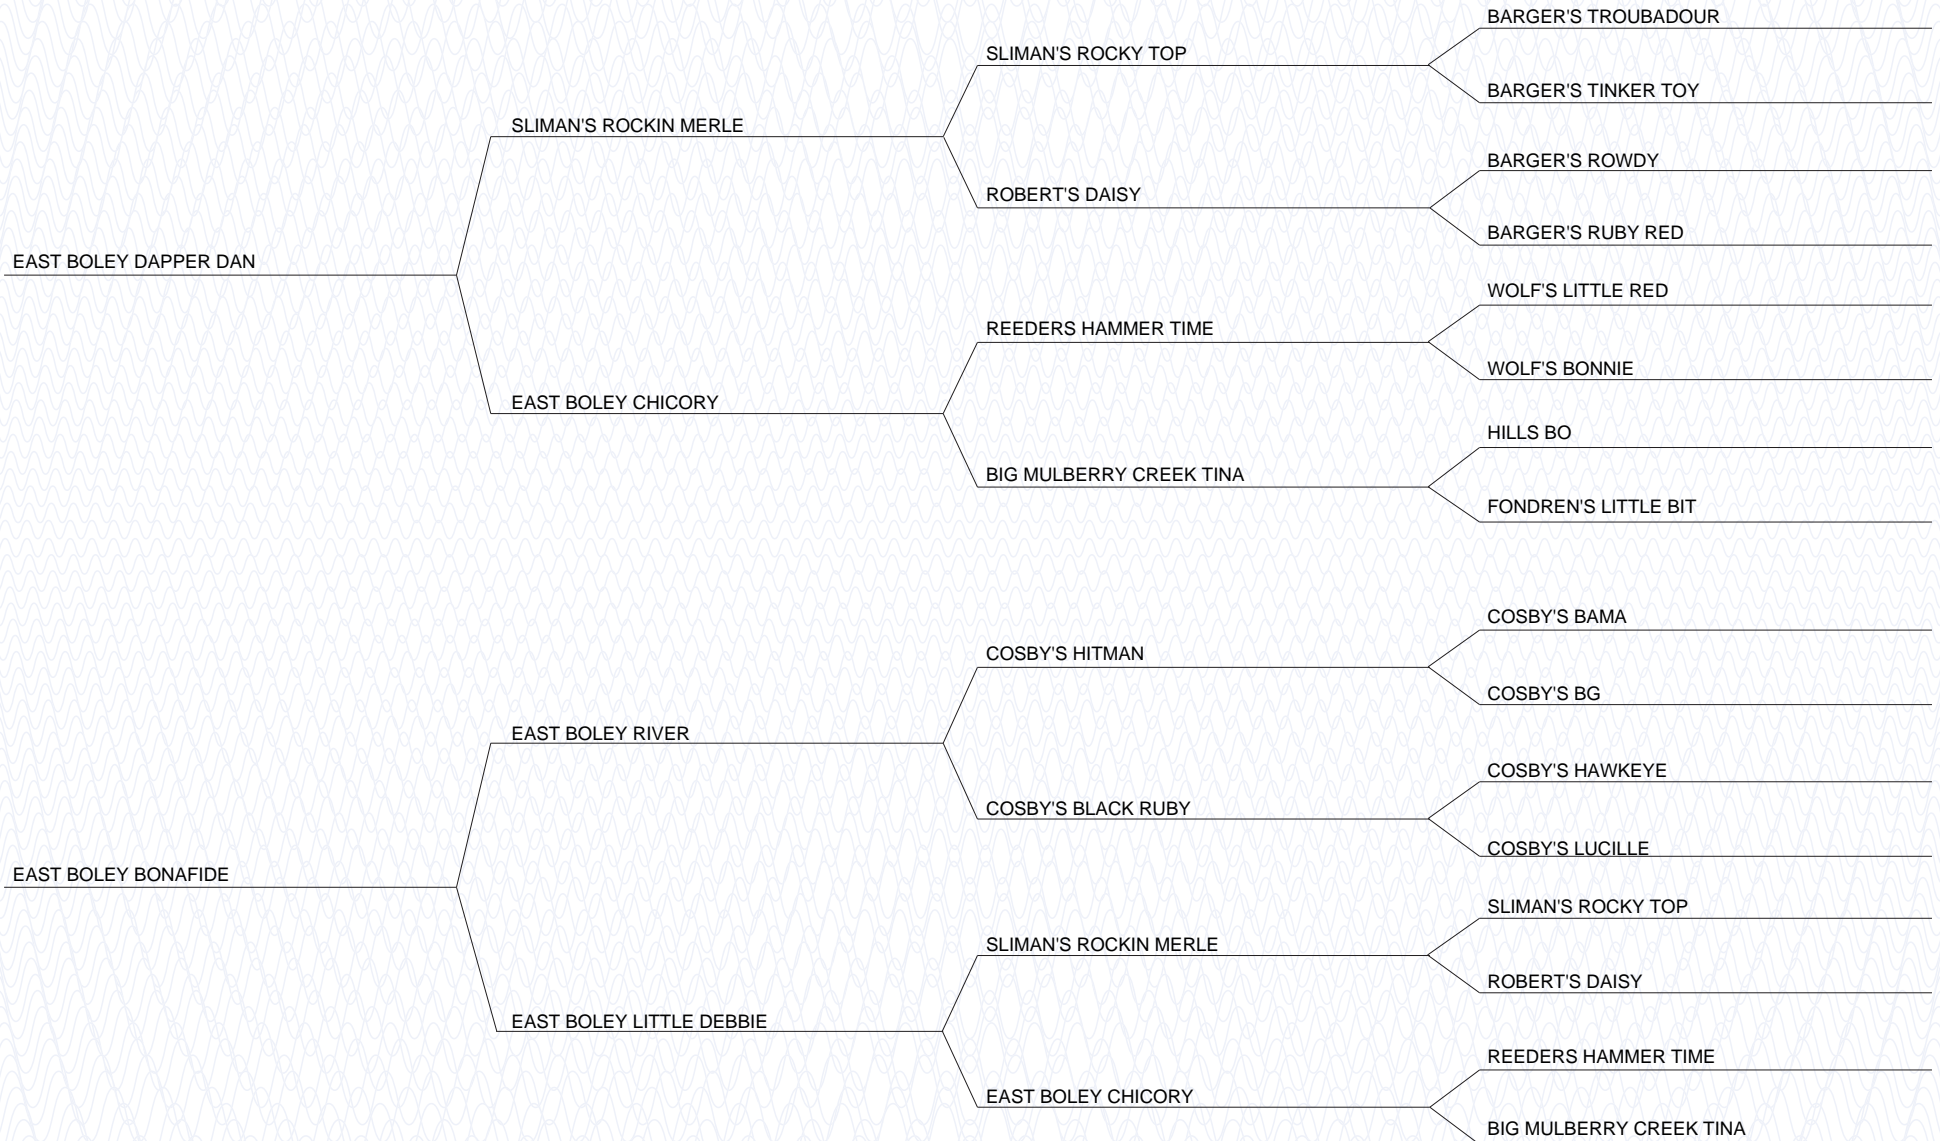 BARGER'S TROUBADOUR
SLIMAN'S ROCKY TOP
BARGER'S TINKER TOY
SLIMAN'S ROCKIN MERLE
BARGER'S ROWDY
ROBERT'S DAISY
BARGER'S RUBY RED
EAST BOLEY DAPPER DAN
WOLF'S LITTLE RED
REEDERS HAMMER TIME
WOLF'S BONNIE
EAST BOLEY CHICORY
HILLS BO
BIG MULBERRY CREEK TINA
FONDREN'S LITTLE BIT
COSBY'S BAMA
COSBY'S HITMAN
COSBY'S BG
EAST BOLEY RIVER
COSBY'S HAWKEYE
COSBY'S BLACK RUBY
COSBY'S LUCILLE
EAST BOLEY BONAFIDE
SLIMAN'S ROCKY TOP
SLIMAN'S ROCKIN MERLE
ROBERT'S DAISY
EAST BOLEY LITTLE DEBBIE
REEDERS HAMMER TIME
EAST BOLEY CHICORY
BIG MULBERRY CREEK TINA